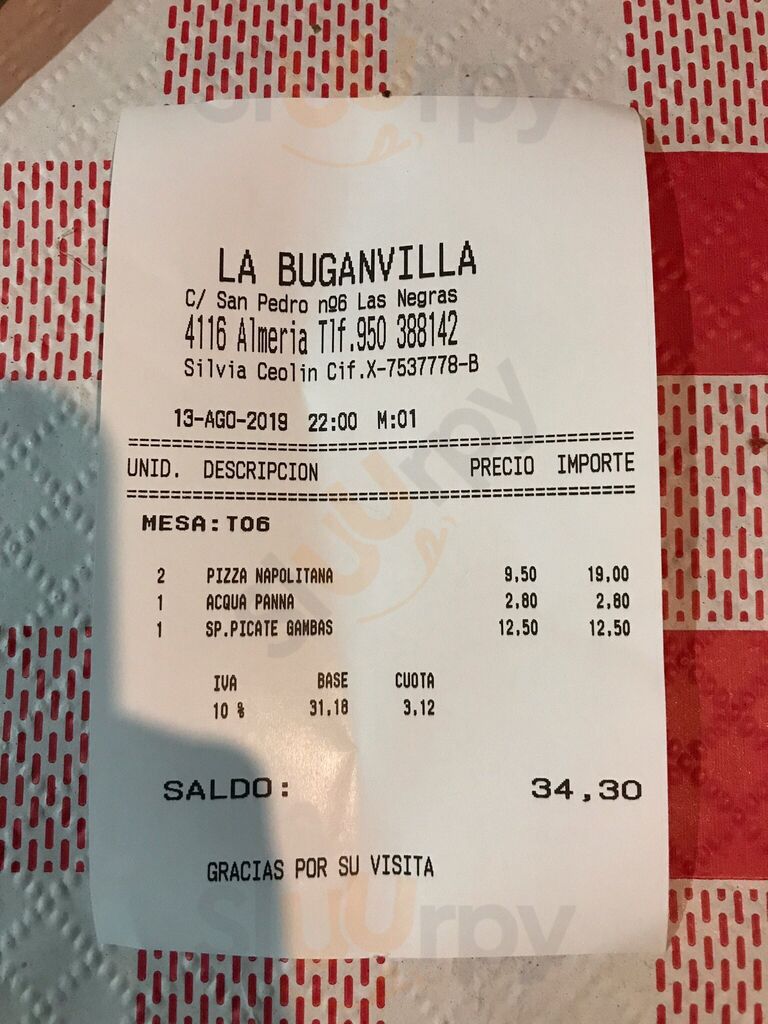 sluurpy
LA BUGANVILLA
C/ San Pedro nº6 Las Negras
4116 Almeria Tlf.950 388142
Silvia Ceolin Cif.X-7537778-B
13-AGO-2019 22:00 M:01
UNID. DESCRIPCION PRECIO IMPORTE
MESA:T06
sluurpy
2 PIZZA NAPOLITANA 9,50 19,00
1 ACQUA PANNA 2,80 2,80
1 SP.PICATE GAMBAS 12,50 12,50
IVA BASE CUOTA
10 % 31,18 3,12
SALDO: 34,30
GRACIAS POR SU VISITA
sluurpy